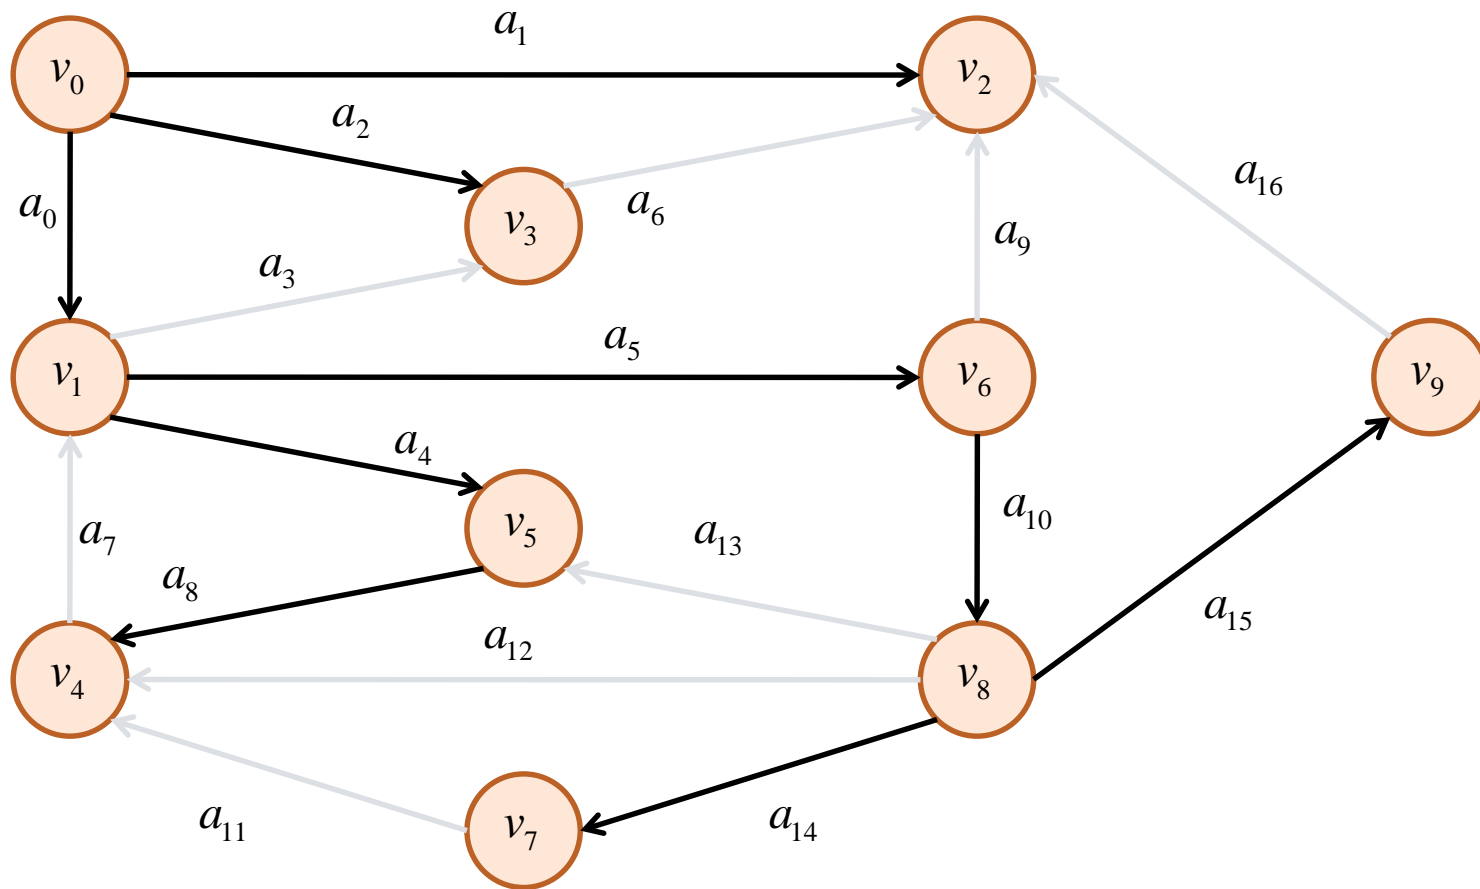 a₁
v₀
v₂
a₂
a₁₆
a₀
v₃
a₆
a₉
a₃
a₅
v₁
v₆
v₉
a₄
a₁₀
v₅
a₇
a₁₃
a₈
a₁₅
a₁₂
v₄
v₈
a₁₁
v₇
a₁₄